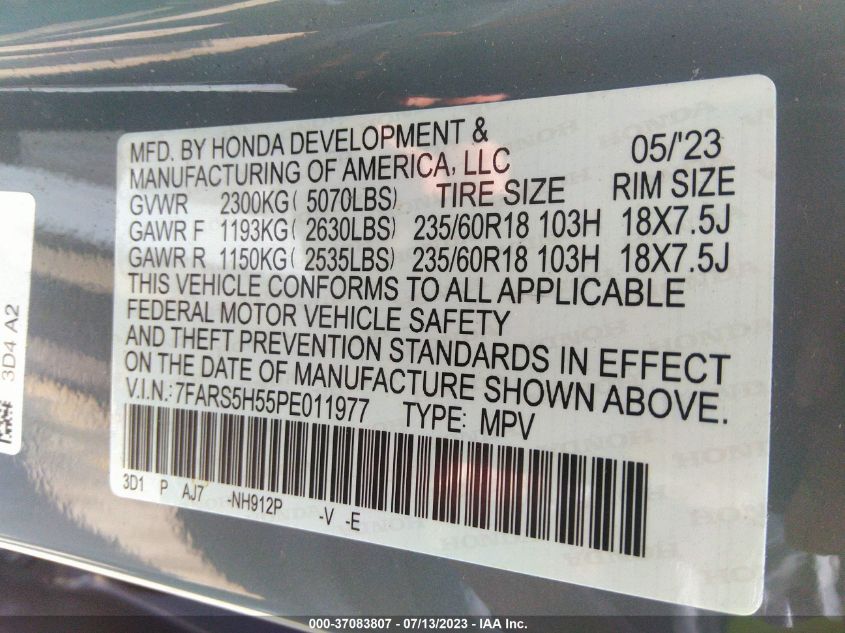 MFD. BY HONDA DEVELOPMENT &
MANUFACTURING OF AMERICA, LLC 05/'23
GVWR 2300KG( 5070LBS) TIRE SIZE RIM SIZE
GAWR F 1193KG( 2630LBS) 235/60R18 103H 18X7.5J
GAWR R 1150KG( 2535LBS) 235/60R18 103H 18X7.5J
THIS VEHICLE CONFORMS TO ALL APPLICABLE
FEDERAL MOTOR VEHICLE SAFETY
AND THEFT PREVENTION STANDARDS IN EFFECT
ON THE DATE OF MANUFACTURE SHOWN ABOVE.
V.I.N.:7FARS5H55PE011977 TYPE: MPV
3D1 P AJ7 -NH912P -V -E
3D4 A2
000-37083807 - 07/13/2023 - IAA Inc.